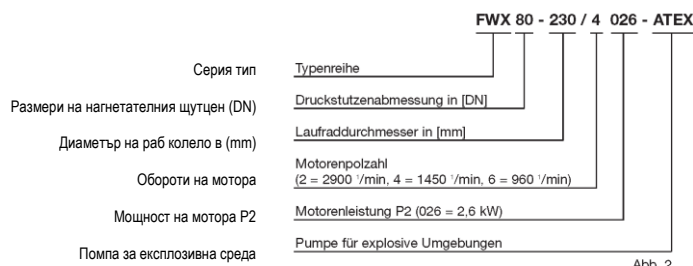 FWX 80 - 230 / 4 026 - ATEX
Серия тип
Typenreihe
Размери на нагнетателния щутцен (DN)
Druckstutzenabmessung in [DN]
Диаметър на раб колело в (mm)
Laufraddurchmesser in [mm]
Обороти на мотора
Motorenpolzahl
(2 = 2900 ¹/min, 4 = 1450 ¹/min, 6 = 960 ¹/min)
Мощност на мотора P2
Motorenleistung P2 (026 = 2,6 kW)
Помпа за експлозивна среда
Pumpe für explosive Umgebungen
Abb. 2